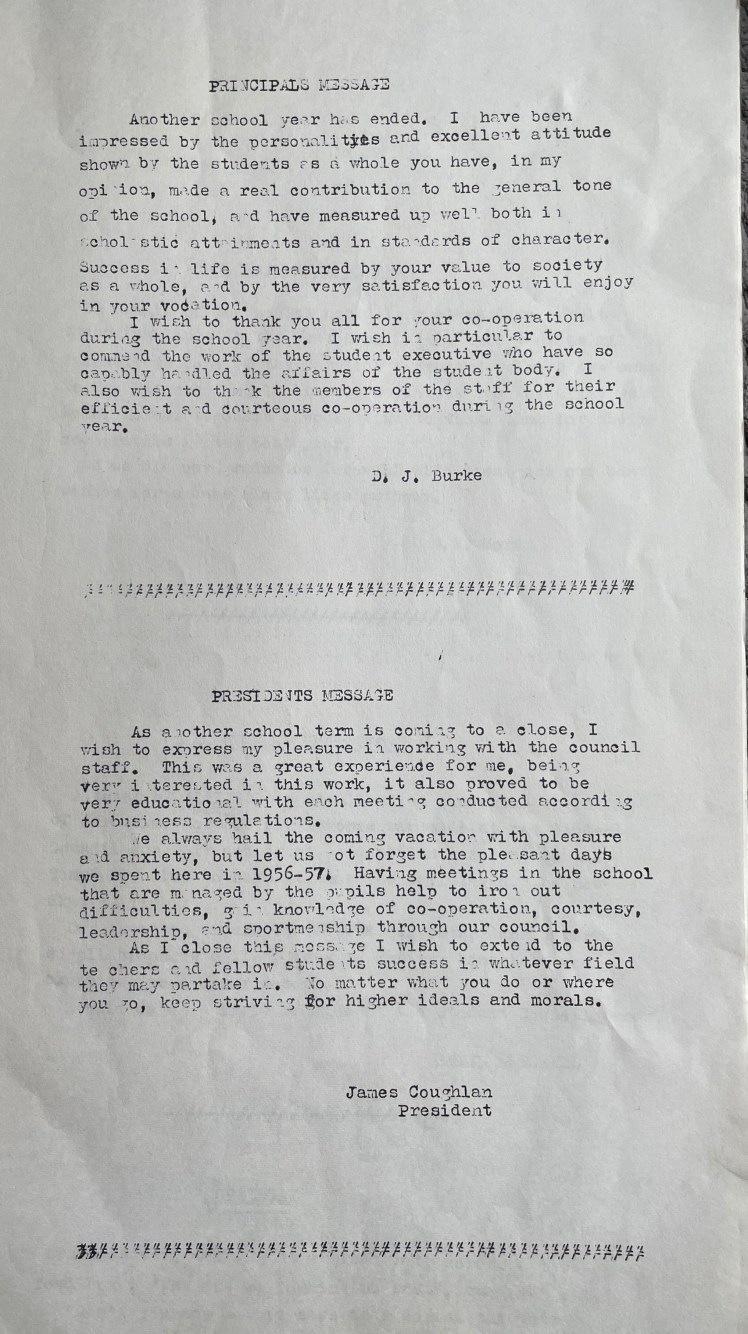 PRINCIPALS MESSAGE
Another school year has ended. I have been
impressed by the personalities and excellent attitude
shown by the students as a whole you have, in my
opinion, made a real contribution to the general tone
of the school, and have measured up well both in
scholastic attainments and in standards of character.
Success in life is measured by your value to society
as a whole, and by the very satisfaction you will enjoy
in your vocation.
I wish to thank you all for your co-operation
during the school year. I wish in particular to
commend the work of the student executive who have so
capably handled the affairs of the student body. I
also wish to thank the members of the staff for their
efficient and courteous co-operation during the school
year.
D. J. Burke
PRESIDENTS MESSAGE
As another school term is coming to a close, I
wish to express my pleasure in working with the council
staff. This was a great experience for me, being
very interested in this work, it also proved to be
very educational with each meeting conducted according
to business regulations.
We always hail the coming vacation with pleasure
and anxiety, but let us not forget the pleasant days
we spent here in 1956-57. Having meetings in the school
that are managed by the pupils help to iron out
difficulties, gain knowledge of co-operation, courtesy,
leadership, and sportmenship through our council.
As I close this message I wish to extend to the
teachers and fellow students success in whatever field
they may partake in. No matter what you do or where
you go, keep striving for higher ideals and morals.
James Coughlan
President